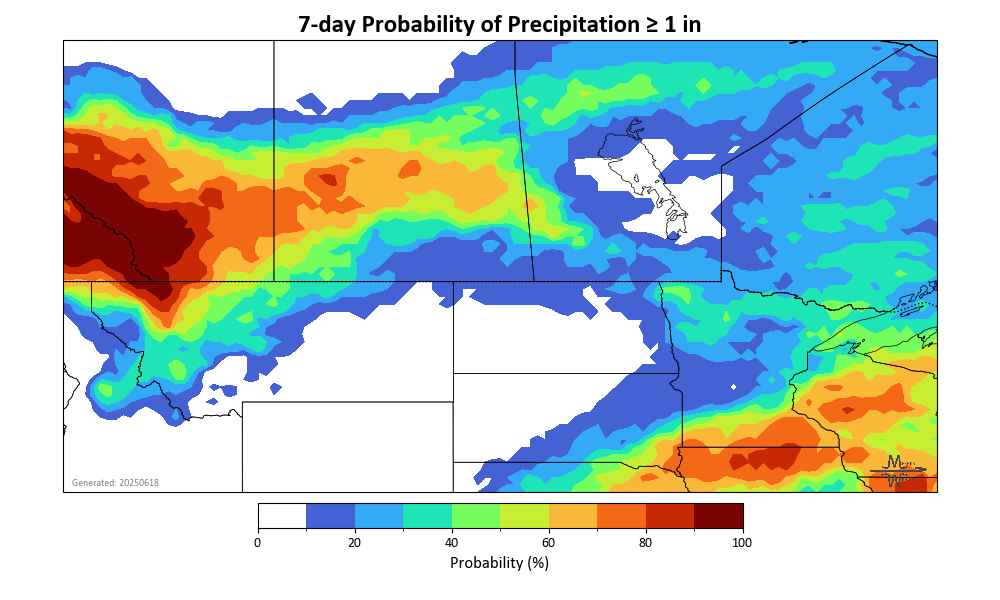 7-day Probability of Precipitation ≥ 1 in
Generated: 20250618
0 20 40 60 80 100
Probability (%)